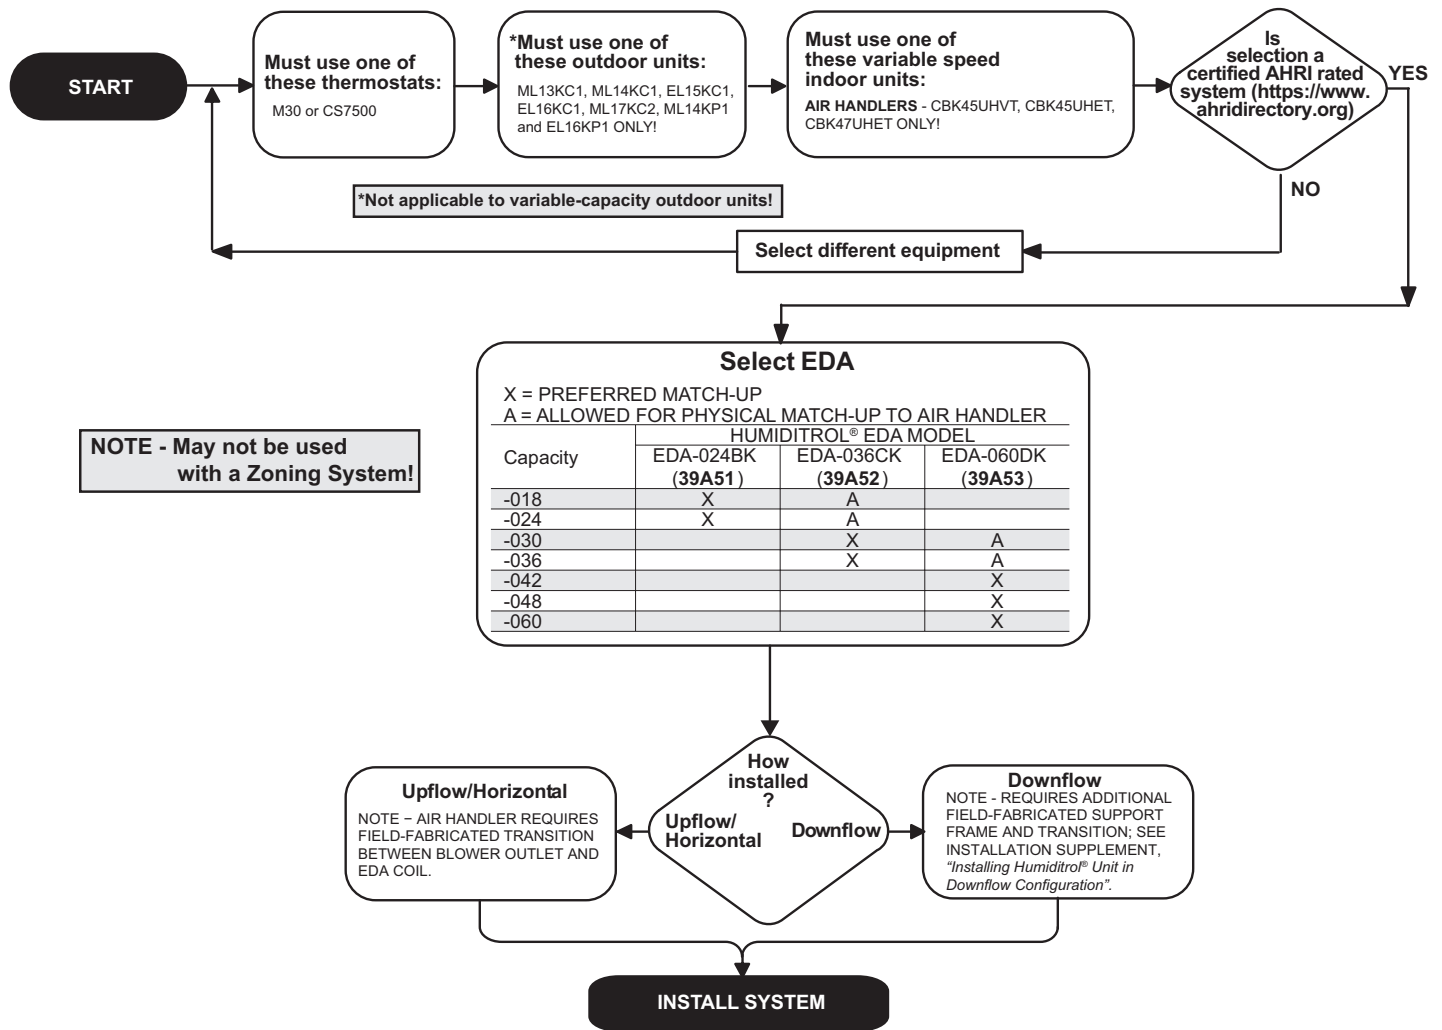 START
Must use one of
these thermostats:
M30 or CS7500
*Must use one of
these outdoor units:
ML13KC1, ML14KC1, EL15KC1,
EL16KC1, ML17KC2, ML14KP1
and EL16KP1 ONLY!
Must use one of
these variable speed
indoor units:
AIR HANDLERS - CBK45UHVT, CBK45UHET,
CBK47UHET ONLY!
Is
selection a
certified AHRI rated
system (https://www.
ahridirectory.org)
YES
NO
*Not applicable to variable-capacity outdoor units!
Select different equipment
Select EDA
X = PREFERRED MATCH-UP
A = ALLOWED FOR PHYSICAL MATCH-UP TO AIR HANDLER
HUMIDITROL® EDA MODEL
Capacity EDA-024BK EDA-036CK EDA-060DK
(39A51) (39A52) (39A53)
-018 X A
-024 X A
-030 X A
-036 X A
-042 X
-048 X
-060 X
NOTE - May not be used
with a Zoning System!
How
installed
?
Upflow/
Horizontal
Downflow
Upflow/Horizontal
NOTE – AIR HANDLER REQUIRES
FIELD-FABRICATED TRANSITION
BETWEEN BLOWER OUTLET AND
EDA COIL.
Downflow
NOTE - REQUIRES ADDITIONAL
FIELD-FABRICATED SUPPORT
FRAME AND TRANSITION; SEE
INSTALLATION SUPPLEMENT,
“Installing Humiditrol® Unit in
Downflow Configuration”.
INSTALL SYSTEM